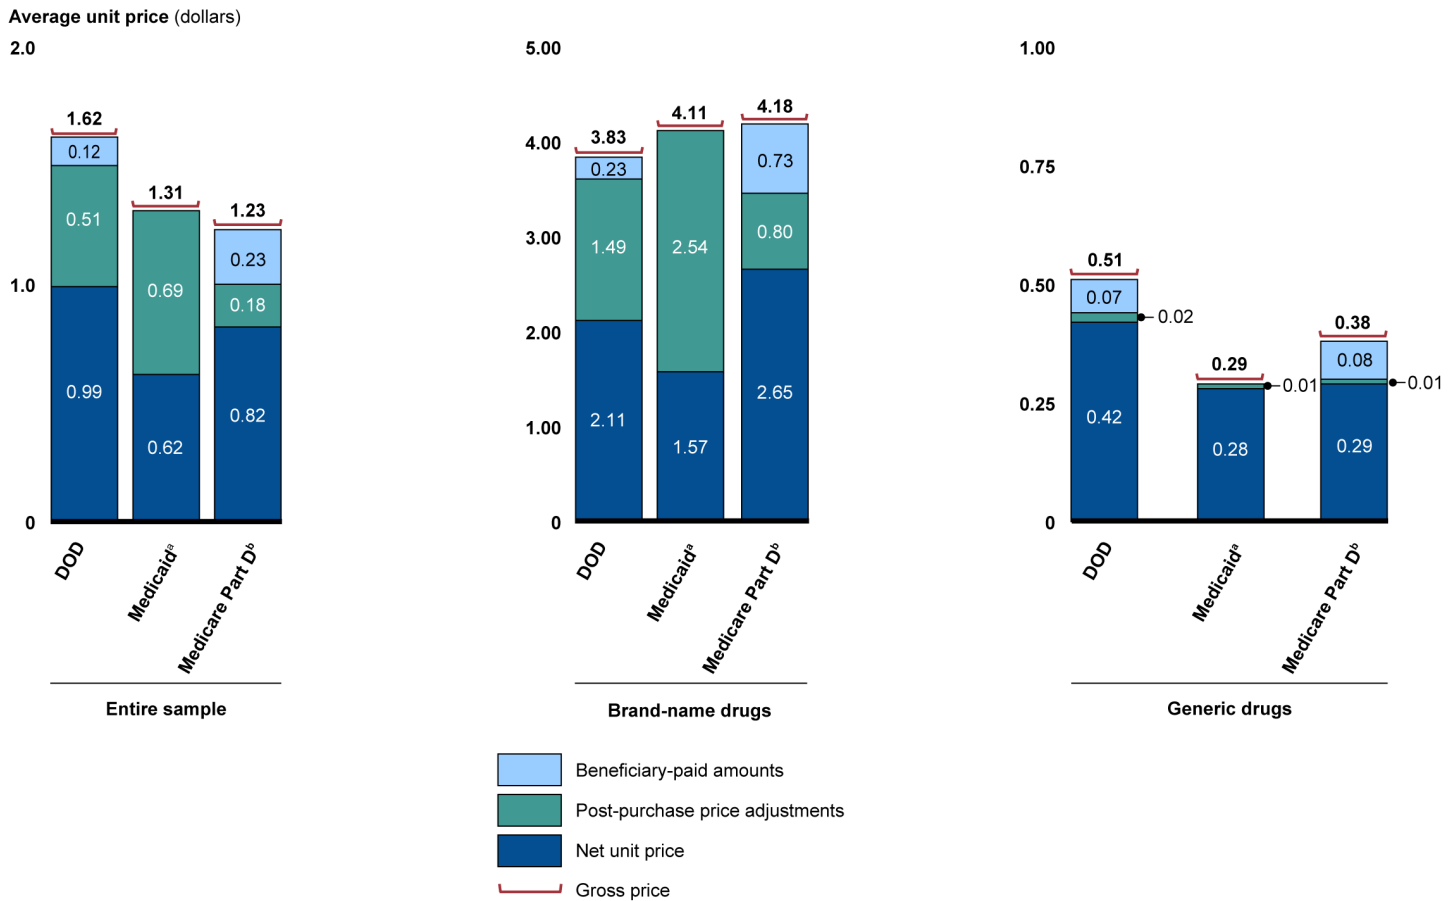 Average unit price (dollars)
2.0
1.0
0
1.62
0.12
0.51
0.99
1.31
0.69
0.62
1.23
0.23
0.18
0.82
DOD
Medicaidᵃ
Medicare Part Dᵇ
Entire sample
5.00
4.00
3.00
2.00
1.00
0
3.83
0.23
1.49
2.11
4.11
2.54
1.57
4.18
0.73
0.80
2.65
DOD
Medicaidᵃ
Medicare Part Dᵇ
Brand-name drugs
1.00
0.75
0.50
0.25
0
0.51
0.07
0.02
0.42
0.29
0.01
0.28
0.38
0.08
0.01
0.29
DOD
Medicaidᵃ
Medicare Part Dᵇ
Generic drugs
Beneficiary-paid amounts
Post-purchase price adjustments
Net unit price
Gross price